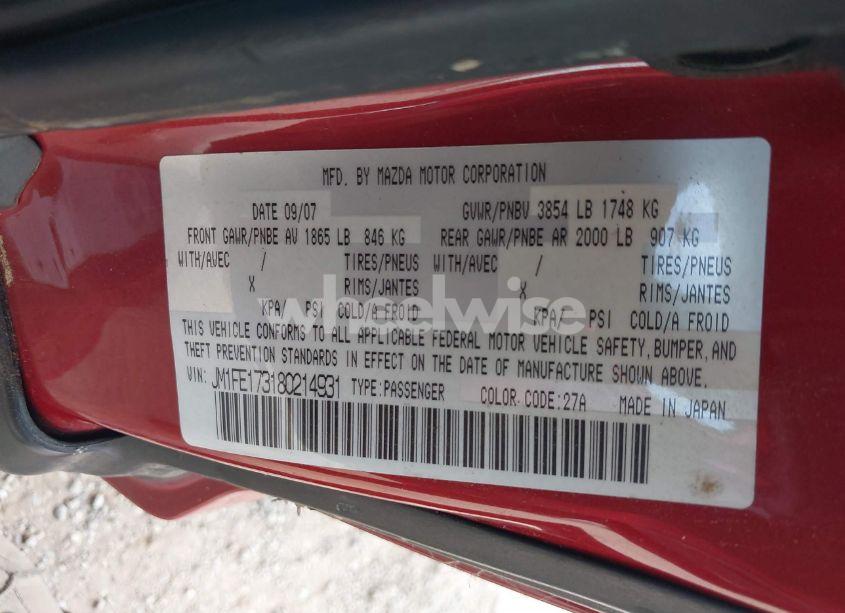 MFD. BY MAZDA MOTOR CORPORATION
DATE 09/07 GVWR/PNBV 3854 LB 1748 KG
FRONT GAWR/PNBE AV 1865 LB 846 KG REAR GAWR/PNBE AR 2000 LB 907 KG
WITH/AVEC / TIRES/PNEUS WITH/AVEC / TIRES/PNEUS
X RIMS/JANTES X RIMS/JANTES
KPA/ PSI COLD/A FROID KPA/ PSI COLD/A FROID
wheelwise
THIS VEHICLE CONFORMS TO ALL APPLICABLE FEDERAL MOTOR VEHICLE SAFETY, BUMPER, AND
THEFT PREVENTION STANDARDS IN EFFECT ON THE DATE OF MANUFACTURE SHOWN ABOVE.
VIN: JM1FE173180214931 TYPE:PASSENGER COLOR CODE:27A MADE IN JAPAN